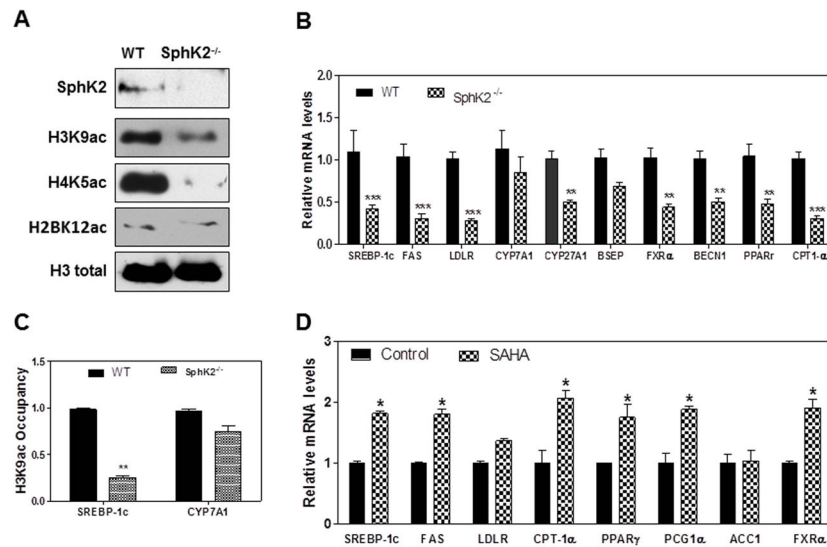 A
WT SphK2-/-
SphK2
H3K9ac
H4K5ac
H2BK12ac
H3 total
B
WT SphK2-/-
Relative mRNA levels
2.0
1.5
1.0
0.5
0.0
*** *** *** ** ** ** ** ***
SREBP-1c FAS LDLR CYP7A1 CYP27A1 BSEP FXRα BECN1 PPARr CPT1-α
C
WT SphK2-/-
H3K9ac Occupancy
1.5
1.0
0.5
0.0
**
SREBP-1c CYP7A1
D
Control SAHA
Relative mRNA levels
3
2
1
0
* * * * * *
SREBP-1c FAS LDLR CPT-1α PPARγ PCG1α ACC1 FXRα